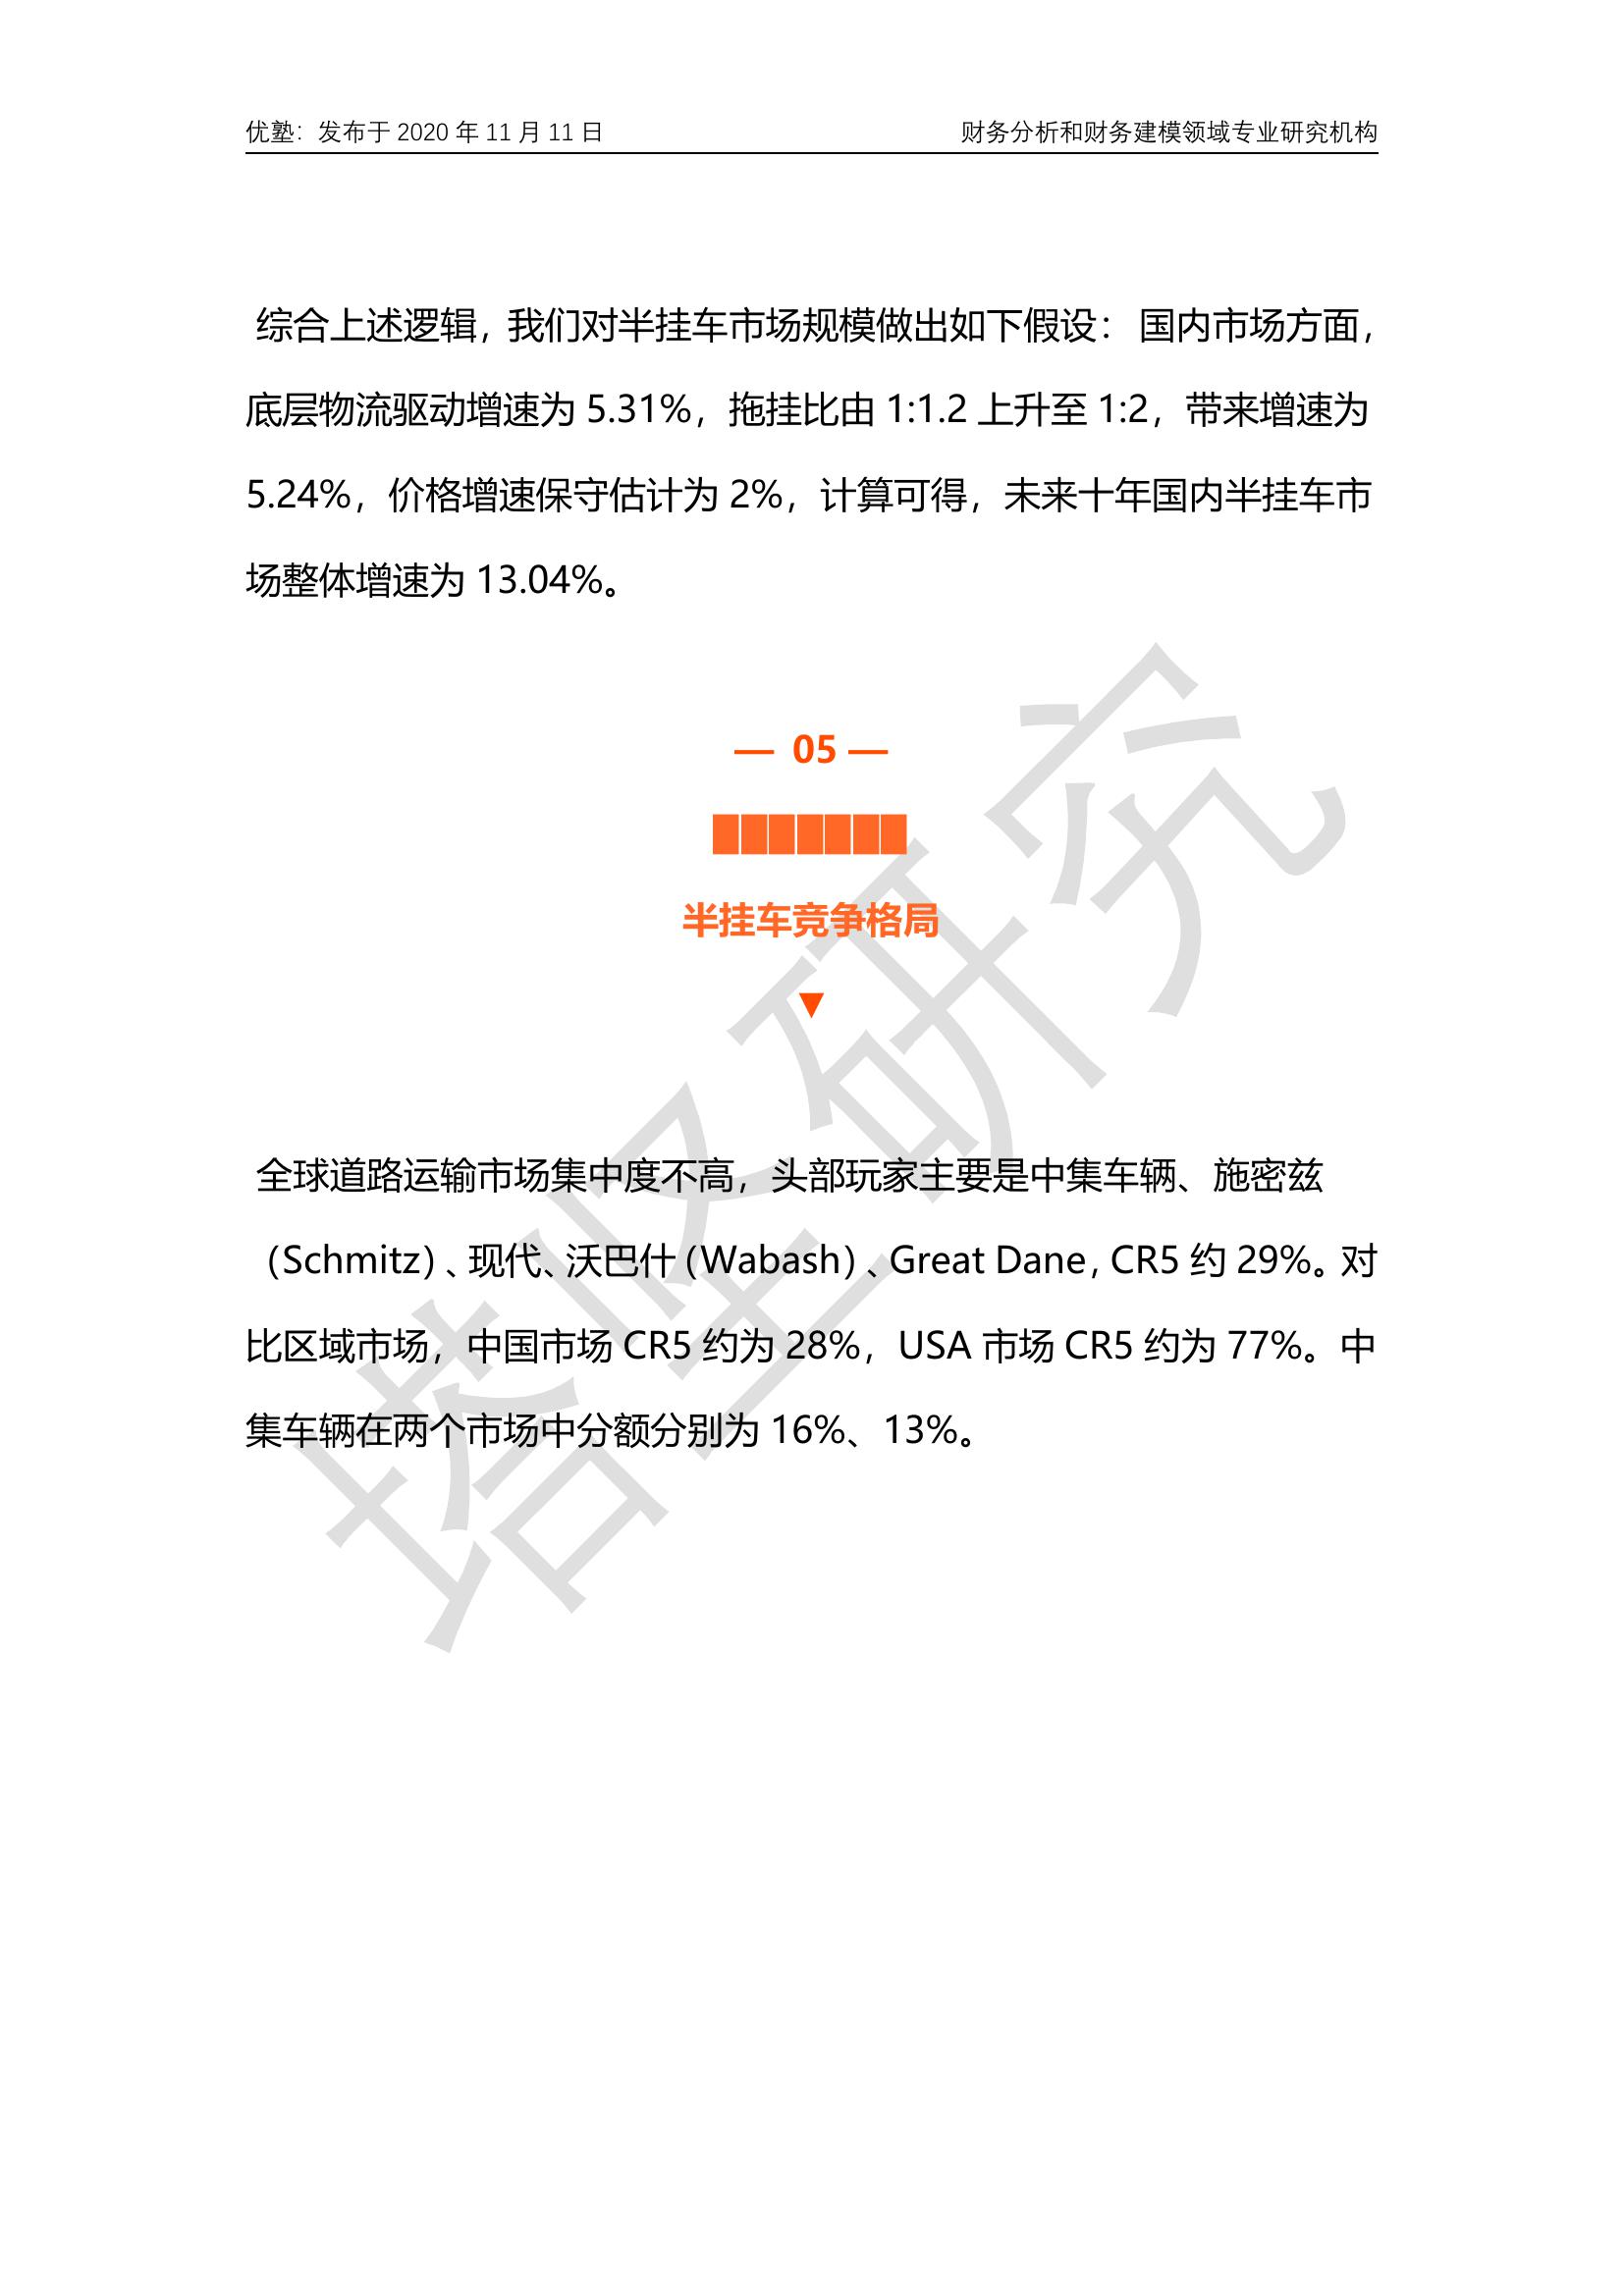 优塾：发布于 2020 年 11 月 11 日 财务分析和财务建模领域专业研究机构
综合上述逻辑，我们对半挂车市场规模做出如下假设： 国内市场方面，
底层物流驱动增速为 5.31%，拖挂比由 1:1.2 上升至 1:2，带来增速为
5.24%，价格增速保守估计为 2%，计算可得，未来十年国内半挂车市
场整体增速为 13.04%。
— 05 —
半挂车竞争格局
▼
全球道路运输市场集中度不高，头部玩家主要是中集车辆、施密兹
（Schmitz）、现代、沃巴什（Wabash）、Great Dane，CR5 约 29%。对
比区域市场，中国市场 CR5 约为 28%，USA 市场 CR5 约为 77%。中
集车辆在两个市场中分额分别为 16%、13%。
塔坚研究